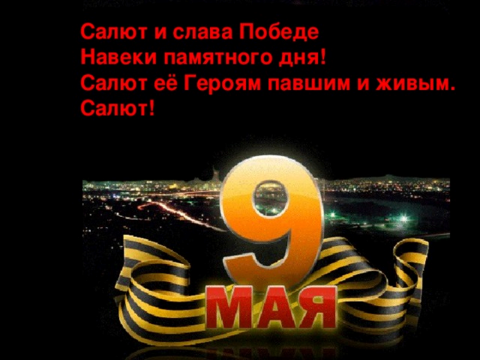 Салют и слава Победе
Навеки памятного дня!
Салют её Героям павшим и живым.
Салют!
9
МАЯ